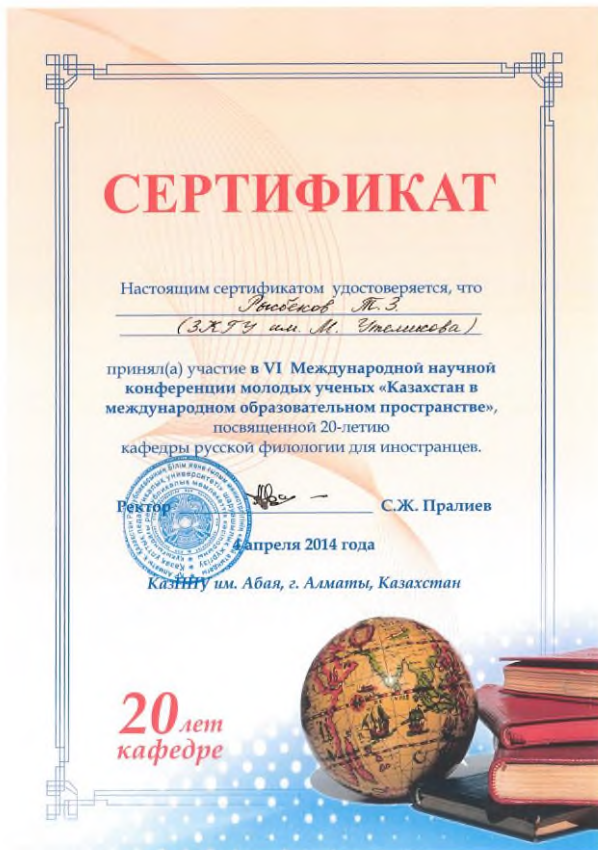 СЕРТИФИКАТ
Настоящим сертификатом удостоверяется, что
Рысбеков Т.З.
(ЗКГУ им. М. Утемисова)
принял(а) участие в VI Международной научной
конференции молодых ученых «Казахстан в
международном образовательном пространстве»,
посвященной 20-летию
кафедры русской филологии для иностранцев.
Ректор С.Ж. Пралиев
апреля 2014 года
КазНПУ им. Абая, г. Алматы, Казахстан
20 лет
кафедре